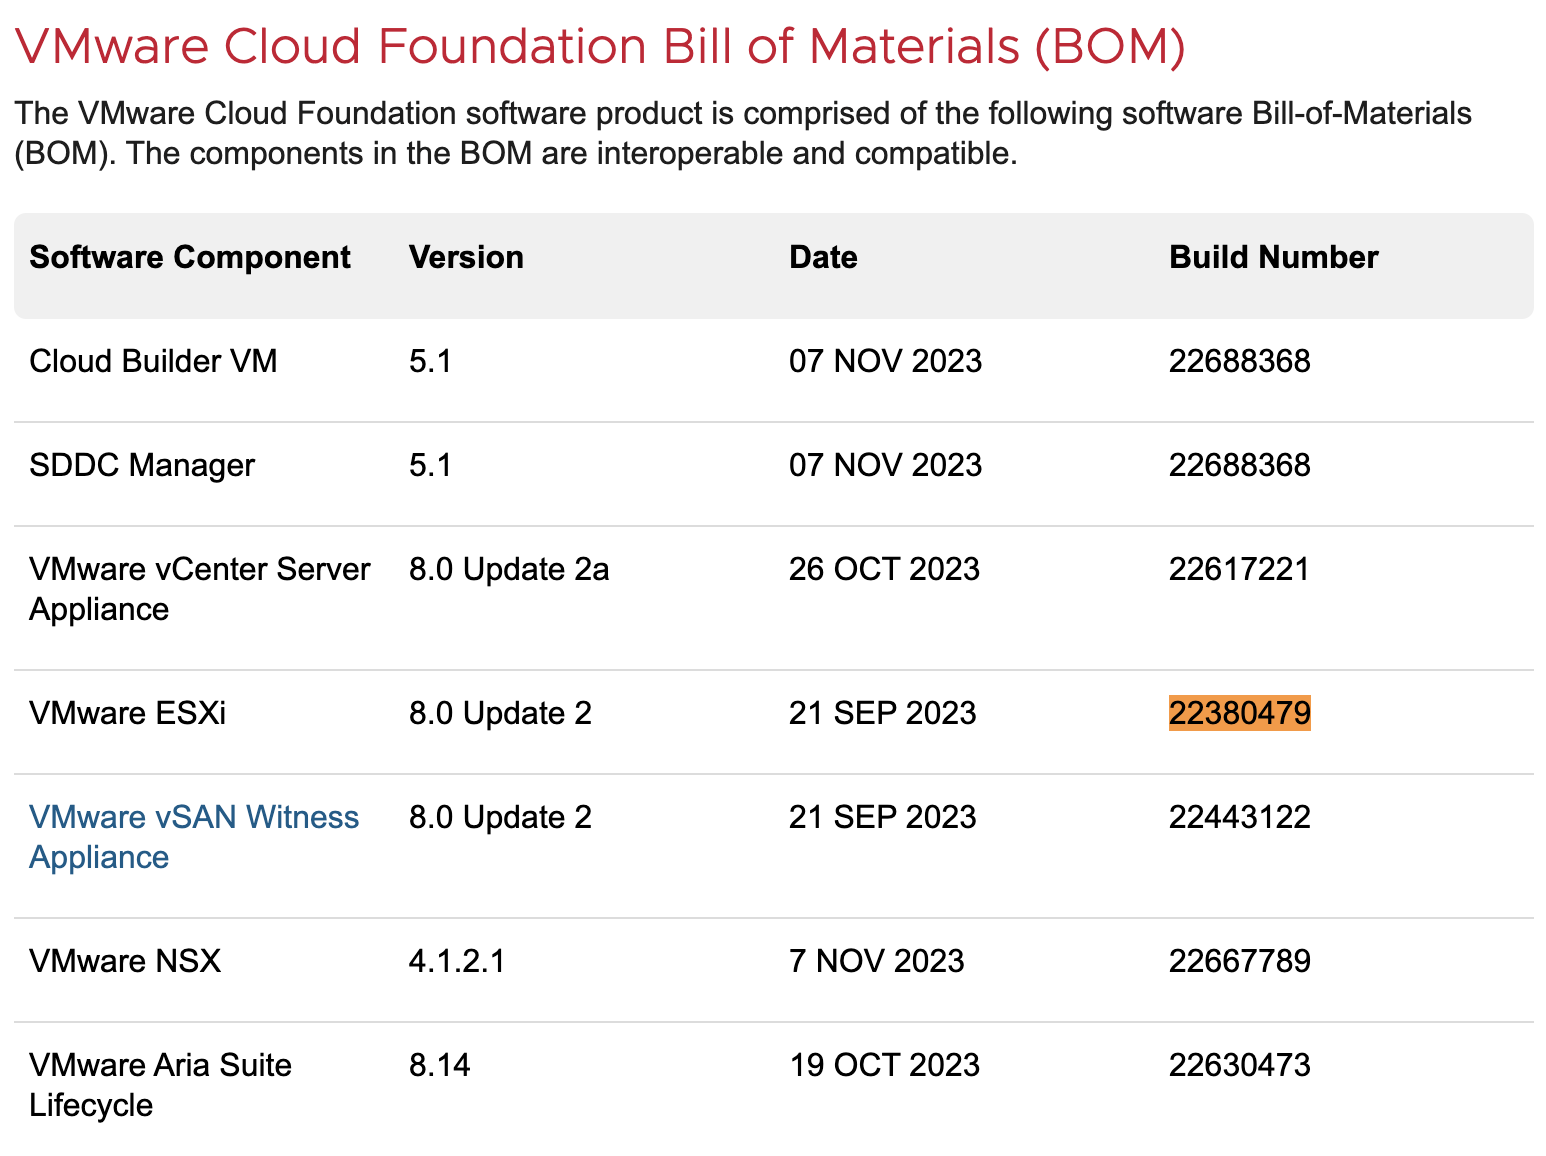 VMware Cloud Foundation Bill of Materials (BOM)
The VMware Cloud Foundation software product is comprised of the following software Bill-of-Materials
(BOM). The components in the BOM are interoperable and compatible.
Software Component Version Date Build Number
Cloud Builder VM 5.1 07 NOV 2023 22688368
SDDC Manager 5.1 07 NOV 2023 22688368
VMware vCenter Server 8.0 Update 2a 26 OCT 2023 22617221
Appliance
VMware ESXi 8.0 Update 2 21 SEP 2023 22380479
VMware vSAN Witness 8.0 Update 2 21 SEP 2023 22443122
Appliance
VMware NSX 4.1.2.1 7 NOV 2023 22667789
VMware Aria Suite 8.14 19 OCT 2023 22630473
Lifecycle